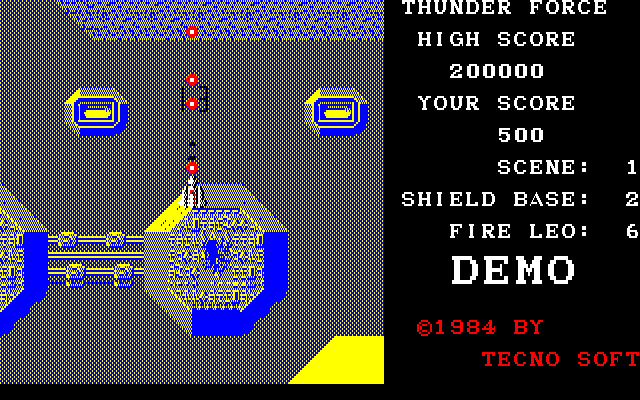 THUNDER FORCE
HIGH SCORE
200000
YOUR SCORE
500
SCENE: 1
SHIELD BASE: 2
FIRE LEO: 6
DEMO
©1984 BY
TECNO SOFT